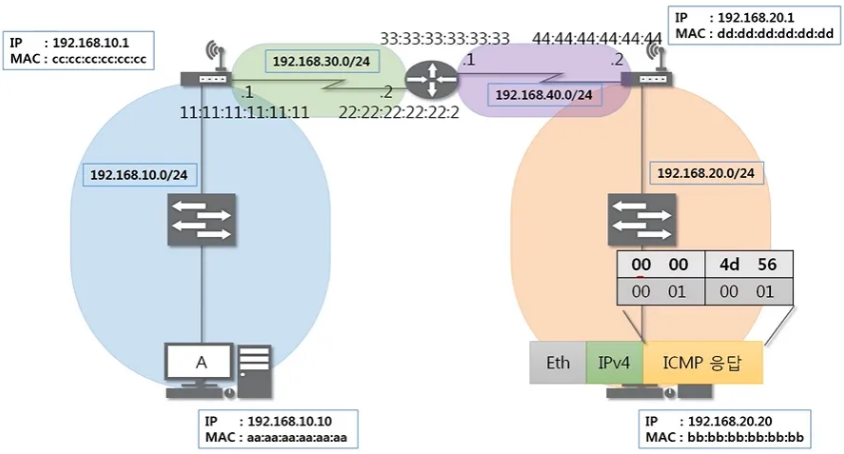 IP : 192.168.10.1
MAC : cc:cc:cc:cc:cc:cc
33:33:33:33:33:33
44:44:44:44:44:44
IP : 192.168.20.1
MAC : dd:dd:dd:dd:dd:dd
192.168.30.0/24
.1
.2
.1
.2
192.168.40.0/24
11:11:11:11:11:11
22:22:22:22:22:2
192.168.10.0/24
192.168.20.0/24
00 00 4d 56
00 01 00 01
A
Eth IPv4 ICMP 응답
IP : 192.168.10.10
MAC : aa:aa:aa:aa:aa:aa
IP : 192.168.20.20
MAC : bb:bb:bb:bb:bb:bb